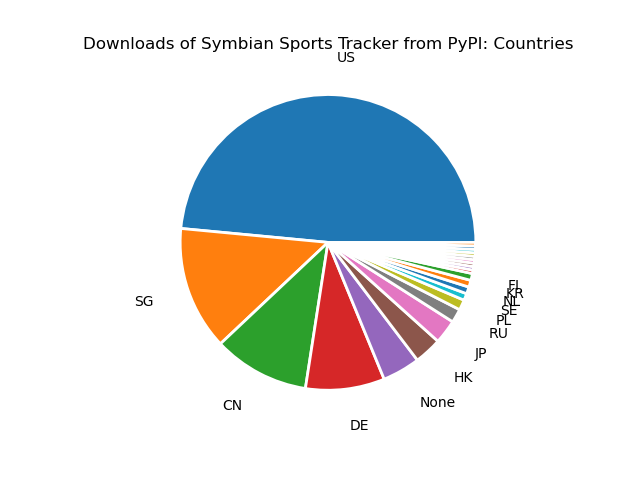 Downloads of Symbian Sports Tracker from PyPI: Countries
US
SG
CN
DE
None
HK
JP
RU
PL
SE
NL
KR
FI